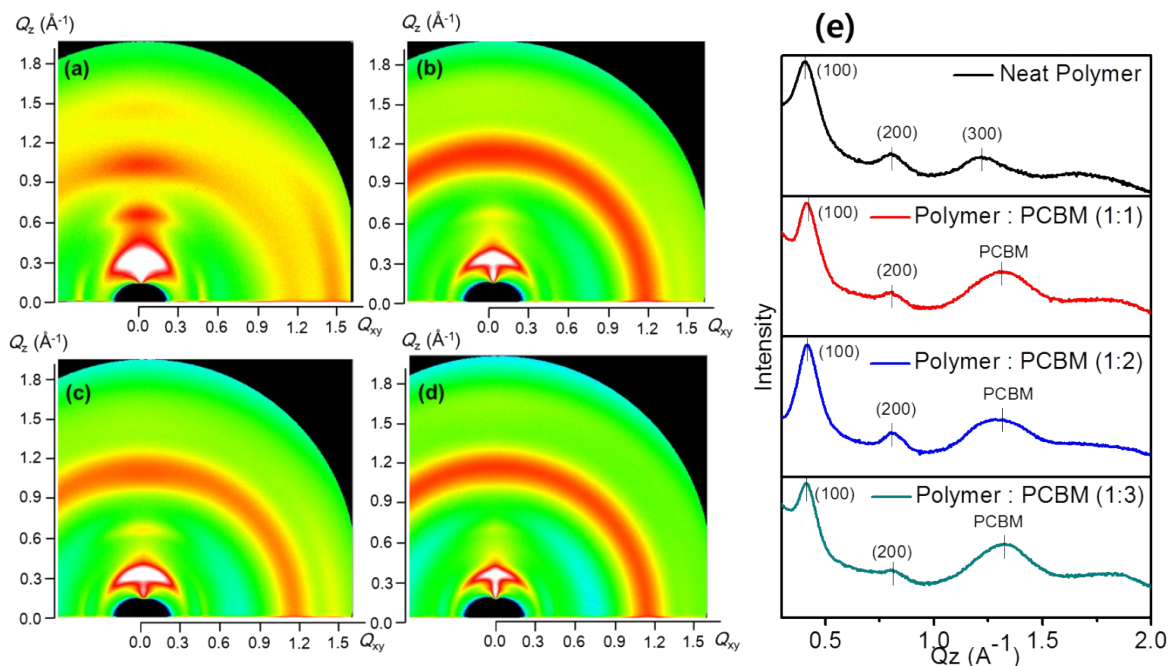 Qz (Å-1)
(a)
1.8
1.5
1.2
0.9
0.6
0.3
0.0
0.0 0.3 0.6 0.9 1.2 1.5
Qxy
Qz (Å-1)
(b)
1.8
1.5
1.2
0.9
0.6
0.3
0.0
0.0 0.3 0.6 0.9 1.2 1.5
Qxy
Qz (Å-1)
(c)
1.8
1.5
1.2
0.9
0.6
0.3
0.0
0.0 0.3 0.6 0.9 1.2 1.5
Qxy
Qz (Å-1)
(d)
1.8
1.5
1.2
0.9
0.6
0.3
0.0
0.0 0.3 0.6 0.9 1.2 1.5
Qxy
(e)
Intensity
(100)
Neat Polymer
(200)
(300)
(100)
Polymer : PCBM (1:1)
(200)
PCBM
(100)
Polymer : PCBM (1:2)
(200)
PCBM
(100)
Polymer : PCBM (1:3)
(200)
PCBM
0.5 1.0 1.5 2.0
Qz (A-1)